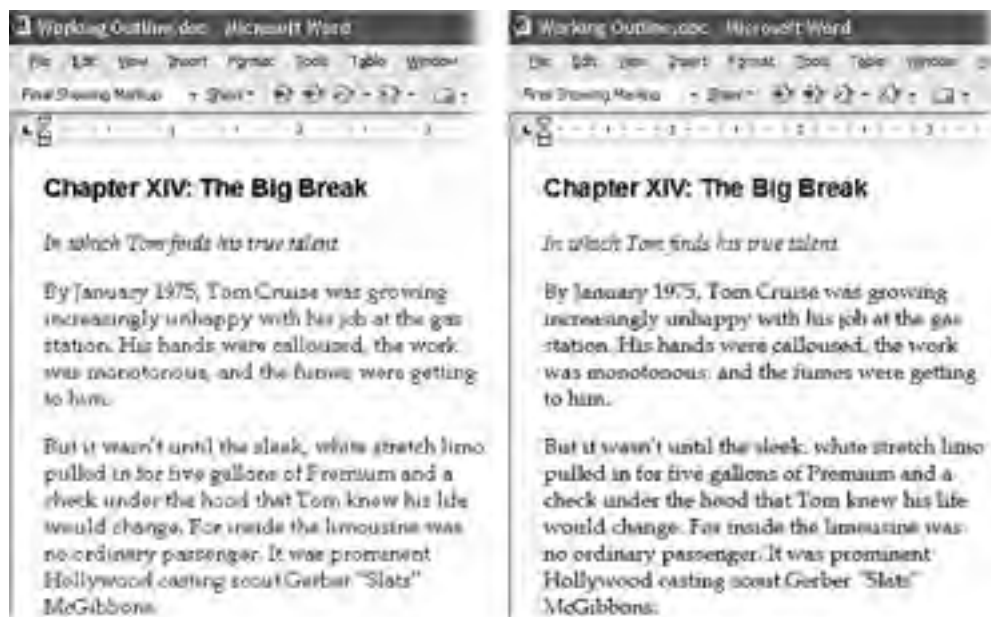 Working Outline.doc Microsoft Word
File Edit View Insert Format Tools Table Window
Final Showing Markup Show
1 2 3
Chapter XIV: The Big Break
In which Tom finds his true talent
By January 1975, Tom Cruise was growing
increasingly unhappy with his job at the gas
station. His hands were calloused, the work
was monotonous, and the fumes were getting
to him.
But it wasn't until the sleek, white stretch limo
pulled in for five gallons of Premium and a
check under the hood that Tom knew his life
would change. For inside the limousine was
no ordinary passenger. It was prominent
Hollywood casting scout Gerber "Slats"
McGibbons.
Working Outline.doc Microsoft Word
File Edit View Insert Format Tools Table Window
Final Showing Markup Show
1 2 3
Chapter XIV: The Big Break
In which Tom finds his true talent
By January 1975, Tom Cruise was growing
increasingly unhappy with his job at the gas
station. His hands were calloused, the work
was monotonous, and the fumes were getting
to him.
But it wasn't until the sleek, white stretch limo
pulled in for five gallons of Premium and a
check under the hood that Tom knew his life
would change. For inside the limousine was
no ordinary passenger. It was prominent
Hollywood casting scout Gerber "Slats"
McGibbons.